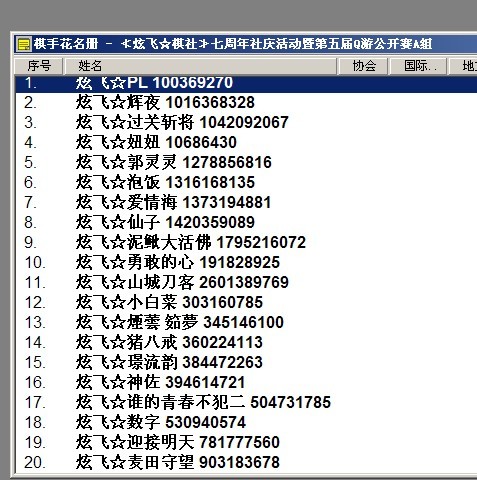 棋手花名册 - ≮炫飞☆棋社≯七周年社庆活动暨第五届Q游公开赛A组
序号 姓名 协会 国际..
1. 炫飞☆PL 100369270
2. 炫飞☆辉夜 1016368328
3. 炫飞☆过关斩将 1042092067
4. 炫飞☆妞妞 10686430
5. 炫飞☆郭灵灵 1278856816
6. 炫飞☆泡饭 1316168135
7. 炫飞☆爱情海 1373194881
8. 炫飞☆仙子 1420359089
9. 炫飞☆泥鳅大活佛 1795216072
10. 炫飞☆勇敢的心 191828925
11. 炫飞☆山城刀客 2601389769
12. 炫飞☆小白菜 303160785
13. 炫飞☆煙蕓 茹夢 345146100
14. 炫飞☆猪八戒 360224113
15. 炫飞☆璟流韵 384472263
16. 炫飞☆神佐 394614721
17. 炫飞☆谁的青春不犯二 504731785
18. 炫飞☆数字 530940574
19. 炫飞☆迎接明天 781777560
20. 炫飞☆麦田守望 903183678